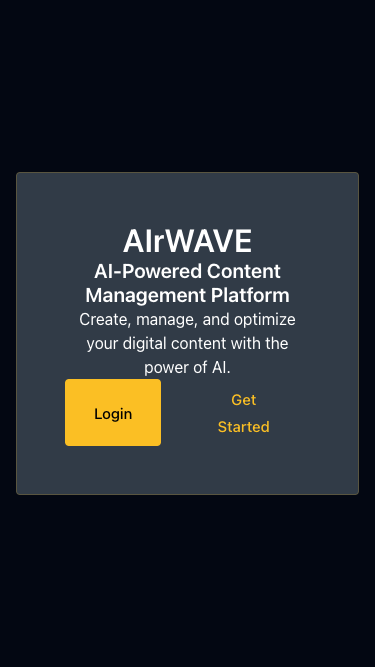 AIrWAVE
AI-Powered Content
Management Platform
Create, manage, and optimize
your digital content with the
power of AI.
Login
Get
Started